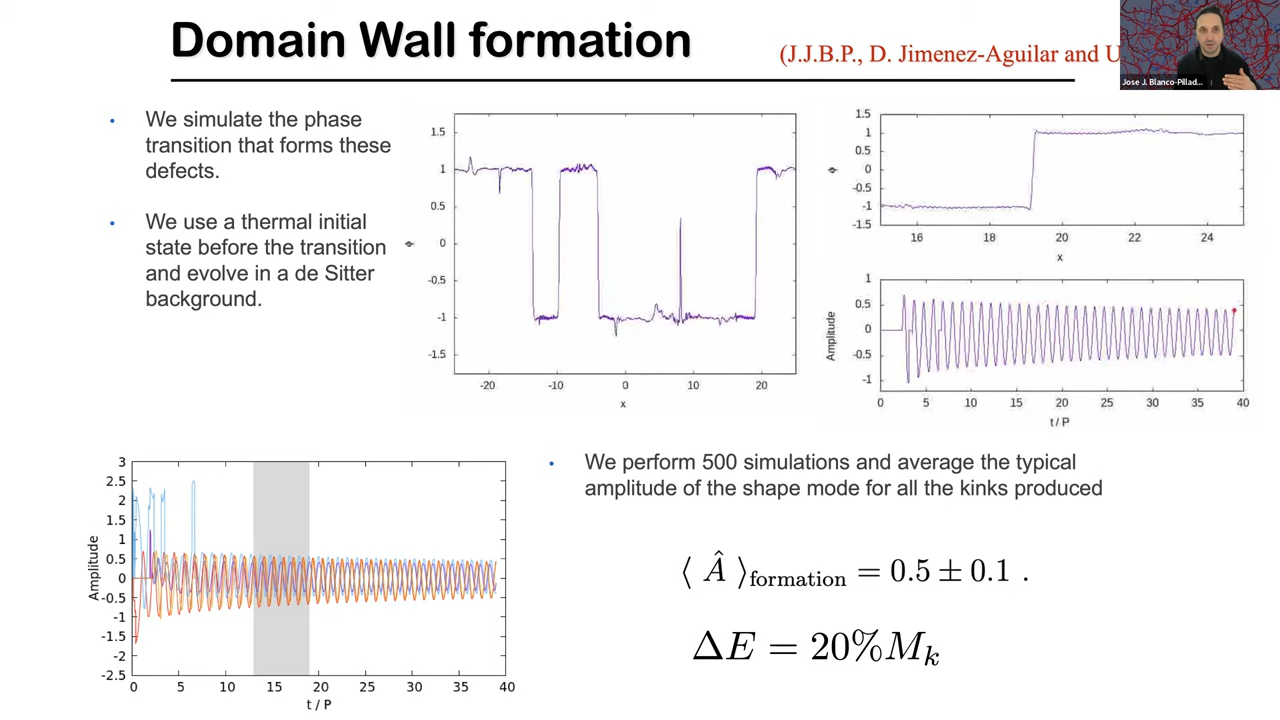 Domain Wall formation
(J.J.B.P., D. Jimenez-Aguilar and U
Jose J. Blanco-Pillad...
• We simulate the phase
transition that forms these
defects.
• We use a thermal initial
state before the transition
and evolve in a de Sitter
background.
1.5
1
0.5
0
-0.5
-1
-1.5
ϕ
-20
-10
0
10
20
x
1.5
1
0.5
0
-0.5
-1
-1.5
ϕ
16
18
20
22
24
x
1
0.5
0
-0.5
-1
Amplitude
0
5
10
15
20
25
30
35
40
t / P
3
2.5
2
1.5
1
0.5
0
-0.5
-1
-1.5
-2
-2.5
Amplitude
0
5
10
15
20
25
30
35
40
t / P
• We perform 500 simulations and average the typical
amplitude of the shape mode for all the kinks produced
⟨ Â ⟩formation = 0.5 ± 0.1 .
ΔE = 20%Mk